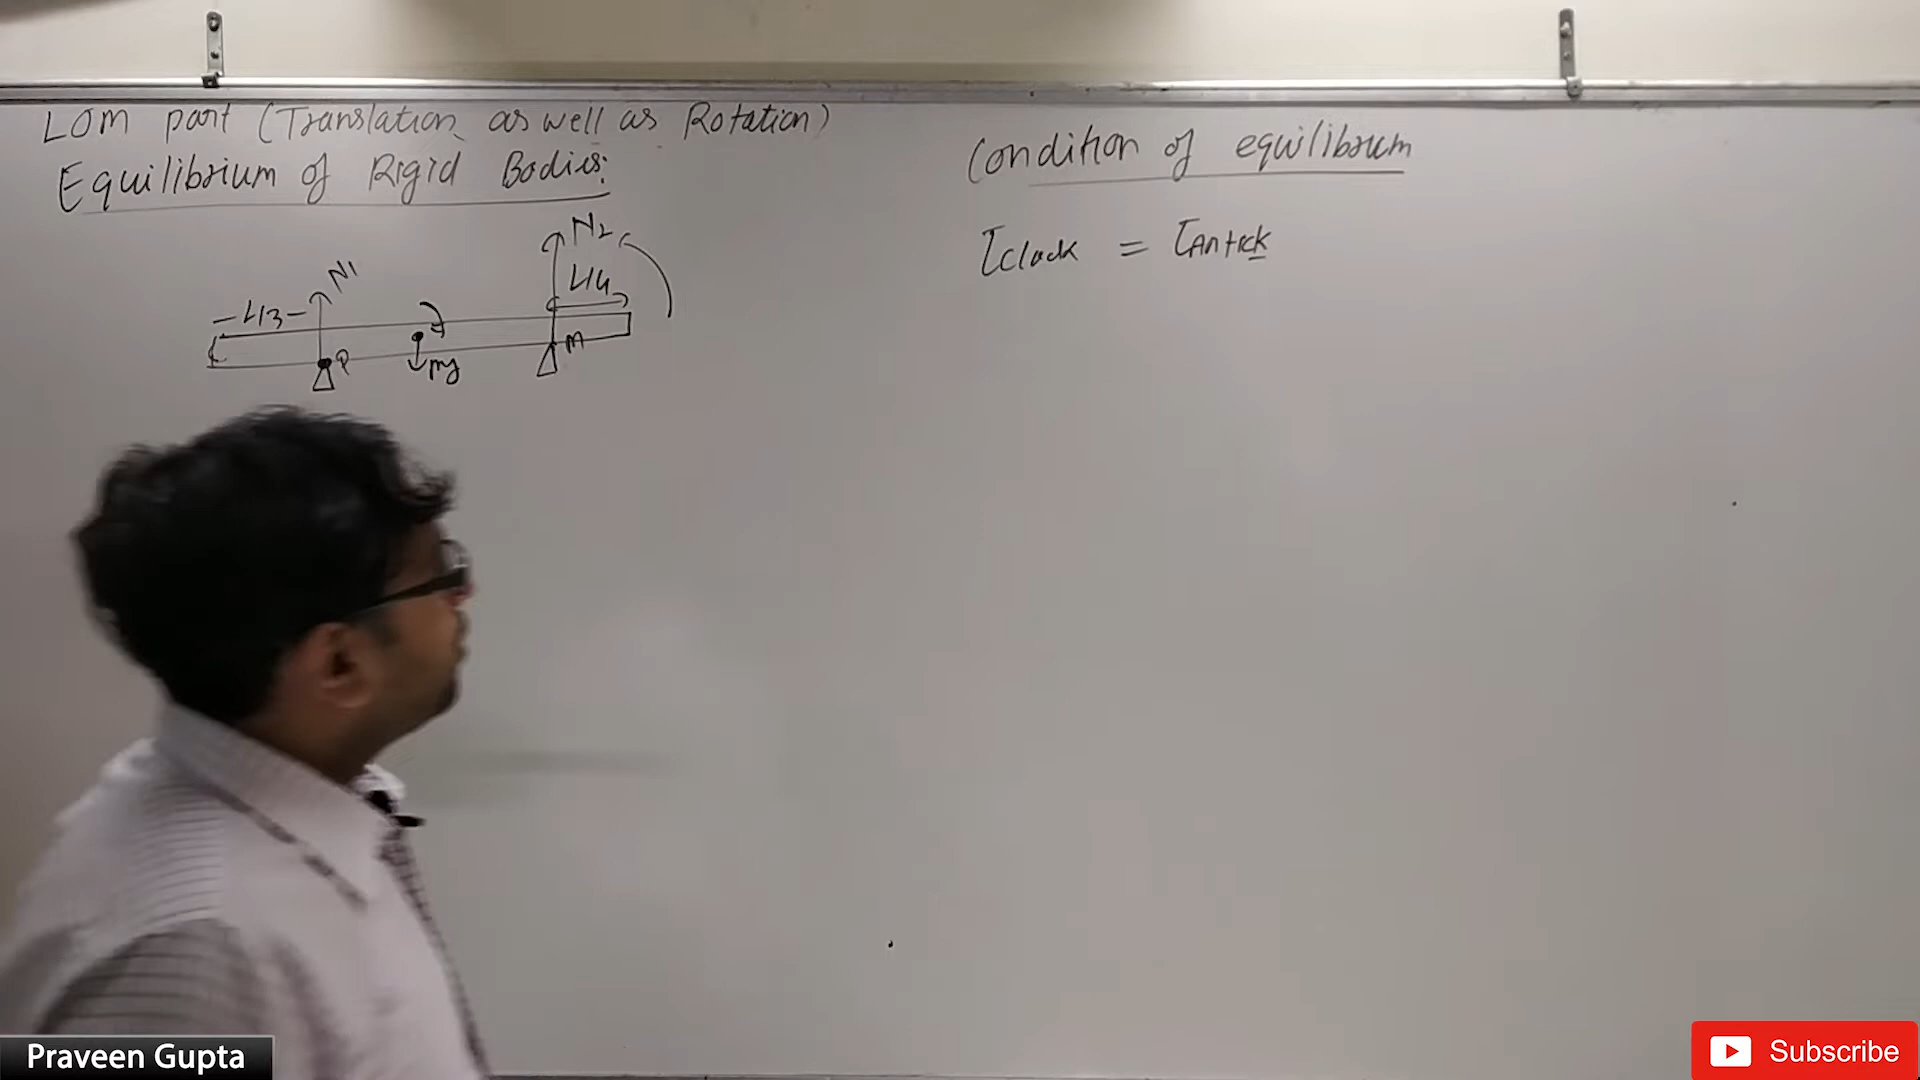 LOM part (Translation as well as Rotation)
Equilibrium of Rigid Bodies:
Condition of equilibrium
τclock = τAntick
N1
N2
L/3
L/4
P
mg
M
Praveen Gupta
Subscribe